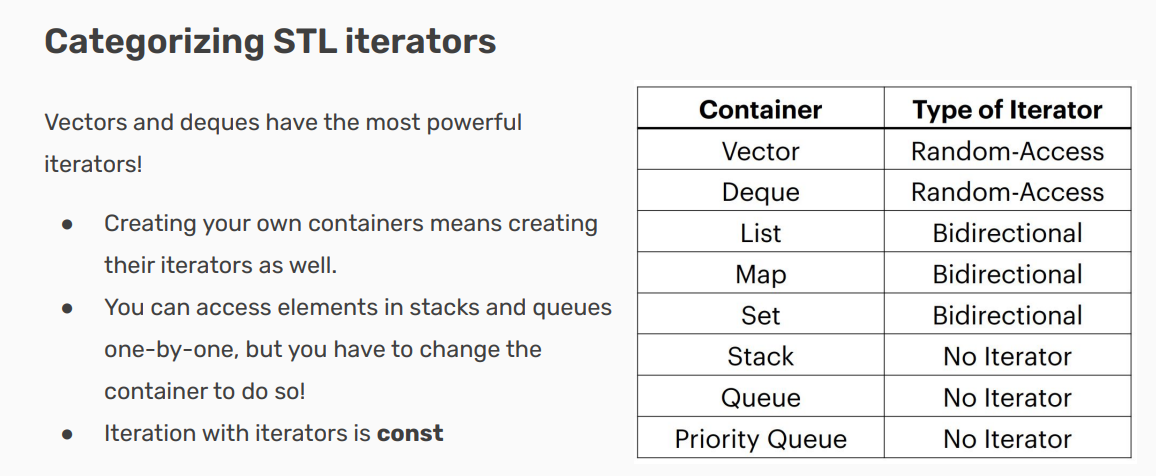 Categorizing STL iterators
Vectors and deques have the most powerful
iterators!
● Creating your own containers means creating
their iterators as well.
● You can access elements in stacks and queues
one-by-one, but you have to change the
container to do so!
● Iteration with iterators is const
Container Type of Iterator
Vector Random-Access
Deque Random-Access
List Bidirectional
Map Bidirectional
Set Bidirectional
Stack No Iterator
Queue No Iterator
Priority Queue No Iterator